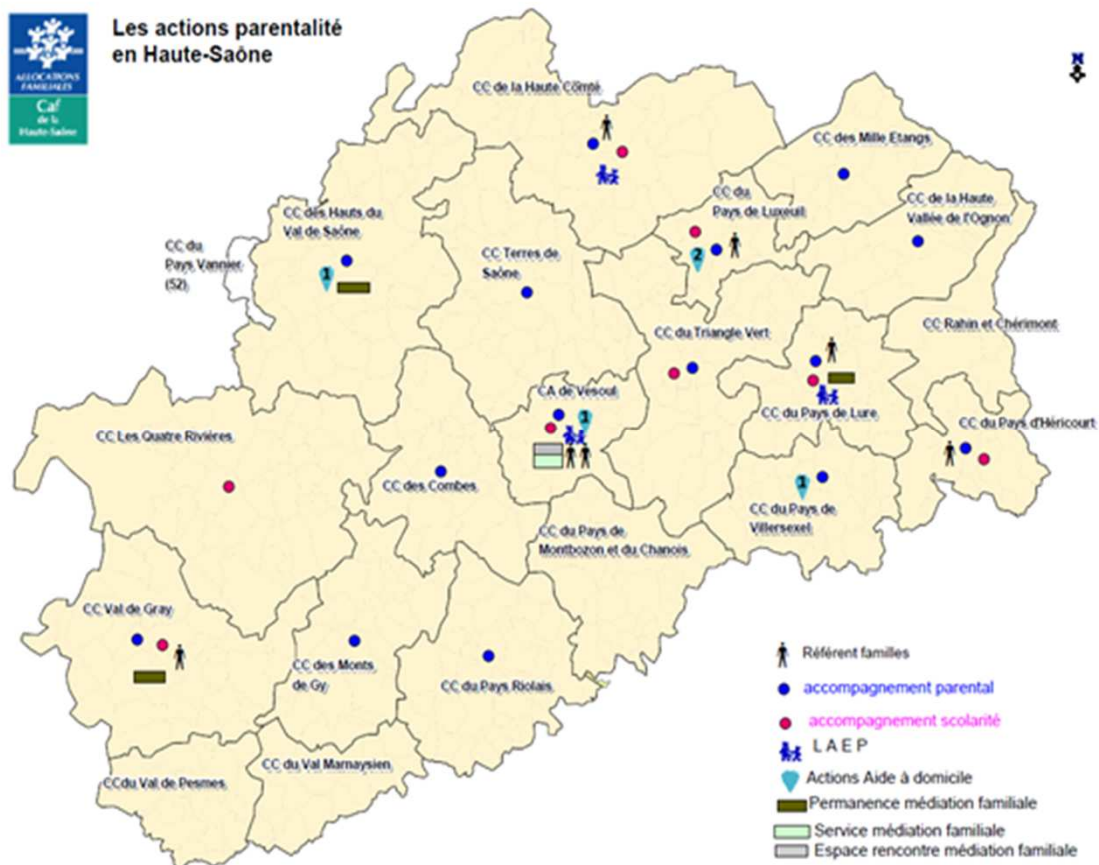 Les actions parentalité
en Haute-Saône
ALLOCATIONS
FAMILIALES
Caf
de la
Haute-Saône
N
CC de la Haute Comté
CC des Mille Etangs
CC du
Pays de Luxeuil
CC de la Haute
Vallée de l'Ognon
CC des Hauts du
Val de Saône
CC du
Pays Vannier
(52)
CC Terres de
Saône
1
2
CC Rahin et Chérimont
CC du Triangle Vert
CA de Vesoul
1
CC du Pays de Lure
CC du Pays d'Héricourt
CC Les Quatre Rivières
CC des Combes
1
CC du Pays de
Villersexel
CC du Pays de
Montbozon et du Chanois
CC Val de Gray
CC des Monts
de Gy
CC du Pays Riolais
CC du Val Marnaysien
CCdu Val de Pesmes
Référent familles
accompagnement parental
accompagnement scolarité
L A E P
Actions Aide à domicile
Permanence médiation familiale
Service médiation familiale
Espace rencontre médiation familiale